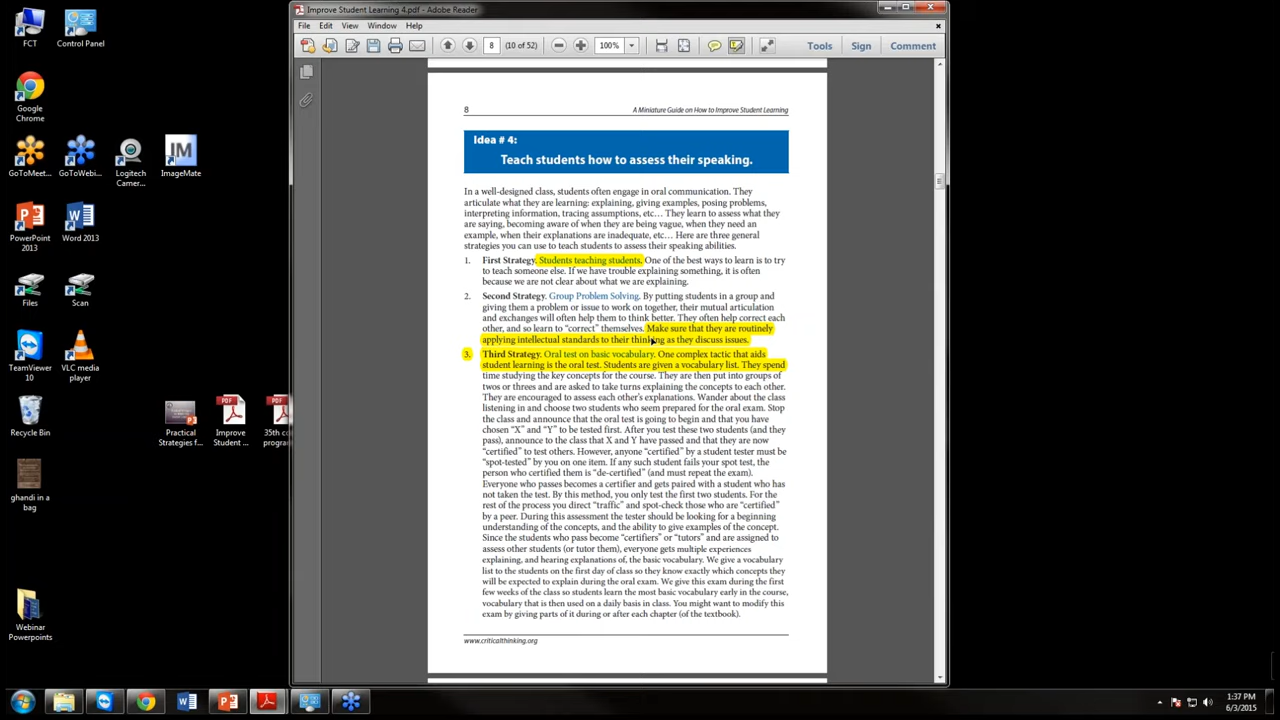 Improve Student Learning 4.pdf - Adobe Reader
File Edit View Window Help
8 (10 of 52) 100% Tools Sign Comment
8 A Miniature Guide on How to Improve Student Learning
Idea # 4:
Teach students how to assess their speaking.
In a well-designed class, students often engage in oral communication. They
articulate what they are learning: explaining, giving examples, posing problems,
interpreting information, tracing assumptions, etc… They learn to assess what they
are saying, becoming aware of when they are being vague, when they need an
example, when their explanations are inadequate, etc… Here are three general
strategies you can use to teach students to assess their speaking abilities.
1. First Strategy. Students teaching students. One of the best ways to learn is to try
to teach someone else. If we have trouble explaining something, it is often
because we are not clear about what we are explaining.
2. Second Strategy. Group Problem Solving. By putting students in a group and
giving them a problem or issue to work on together, their mutual articulation
and exchanges will often help them to think better. They often help correct each
other, and so learn to “correct” themselves. Make sure that they are routinely
applying intellectual standards to their thinking as they discuss issues.
3. Third Strategy. Oral test on basic vocabulary. One complex tactic that aids
student learning is the oral test. Students are given a vocabulary list. They spend
time studying the key concepts for the course. They are then put into groups of
twos or threes and are asked to take turns explaining the concepts to each other.
They are encouraged to assess each other’s explanations. Wander about the class
listening in and choose two students who seem prepared for the oral exam. Stop
the class and announce that the oral test is going to begin and that you have
chosen “X” and “Y” to be tested first. After you test these two students (and they
pass), announce to the class that X and Y have passed and that they are now
“certified” to test others. However, anyone “certified” by a student tester must be
“spot-tested” by you on one item. If any such student fails your spot test, the
person who certified them is “de-certified” (and must repeat the exam).
Everyone who passes becomes a certifier and gets paired with a student who has
not taken the test. By this method, you only test the first two students. For the
rest of the process you direct “traffic” and spot-check those who are “certified”
by a peer. During this assessment the tester should be looking for a beginning
understanding of the concepts, and the ability to give examples of the concept.
Since the students who pass become “certifiers” or “tutors” and are assigned to
assess other students (or tutor them), everyone gets multiple experiences
explaining, and hearing explanations of, the basic vocabulary. We give a vocabulary
list to the students on the first day of class so they know exactly which concepts they
will be expected to explain during the oral exam. We give this exam during the first
few weeks of the class so students learn the most basic vocabulary early in the course,
vocabulary that is then used on a daily basis in class. You might want to modify this
exam by giving parts of it during or after each chapter (of the textbook).
www.criticalthinking.org
FCT
Control Panel
Google
Chrome
GoToMeet...
GoToWebi...
Logitech
Camer...
IM
ImageMate
PowerPoint
2013
Word 2013
Files
Scan
TeamViewer
10
VLC media
player
Recycle Bin
Practical
Strategies f...
PDF
Improve
Student ...
PDF
35th co
program
ghandi in a
bag
Webinar
Powerpoints
1:37 PM
6/3/2015